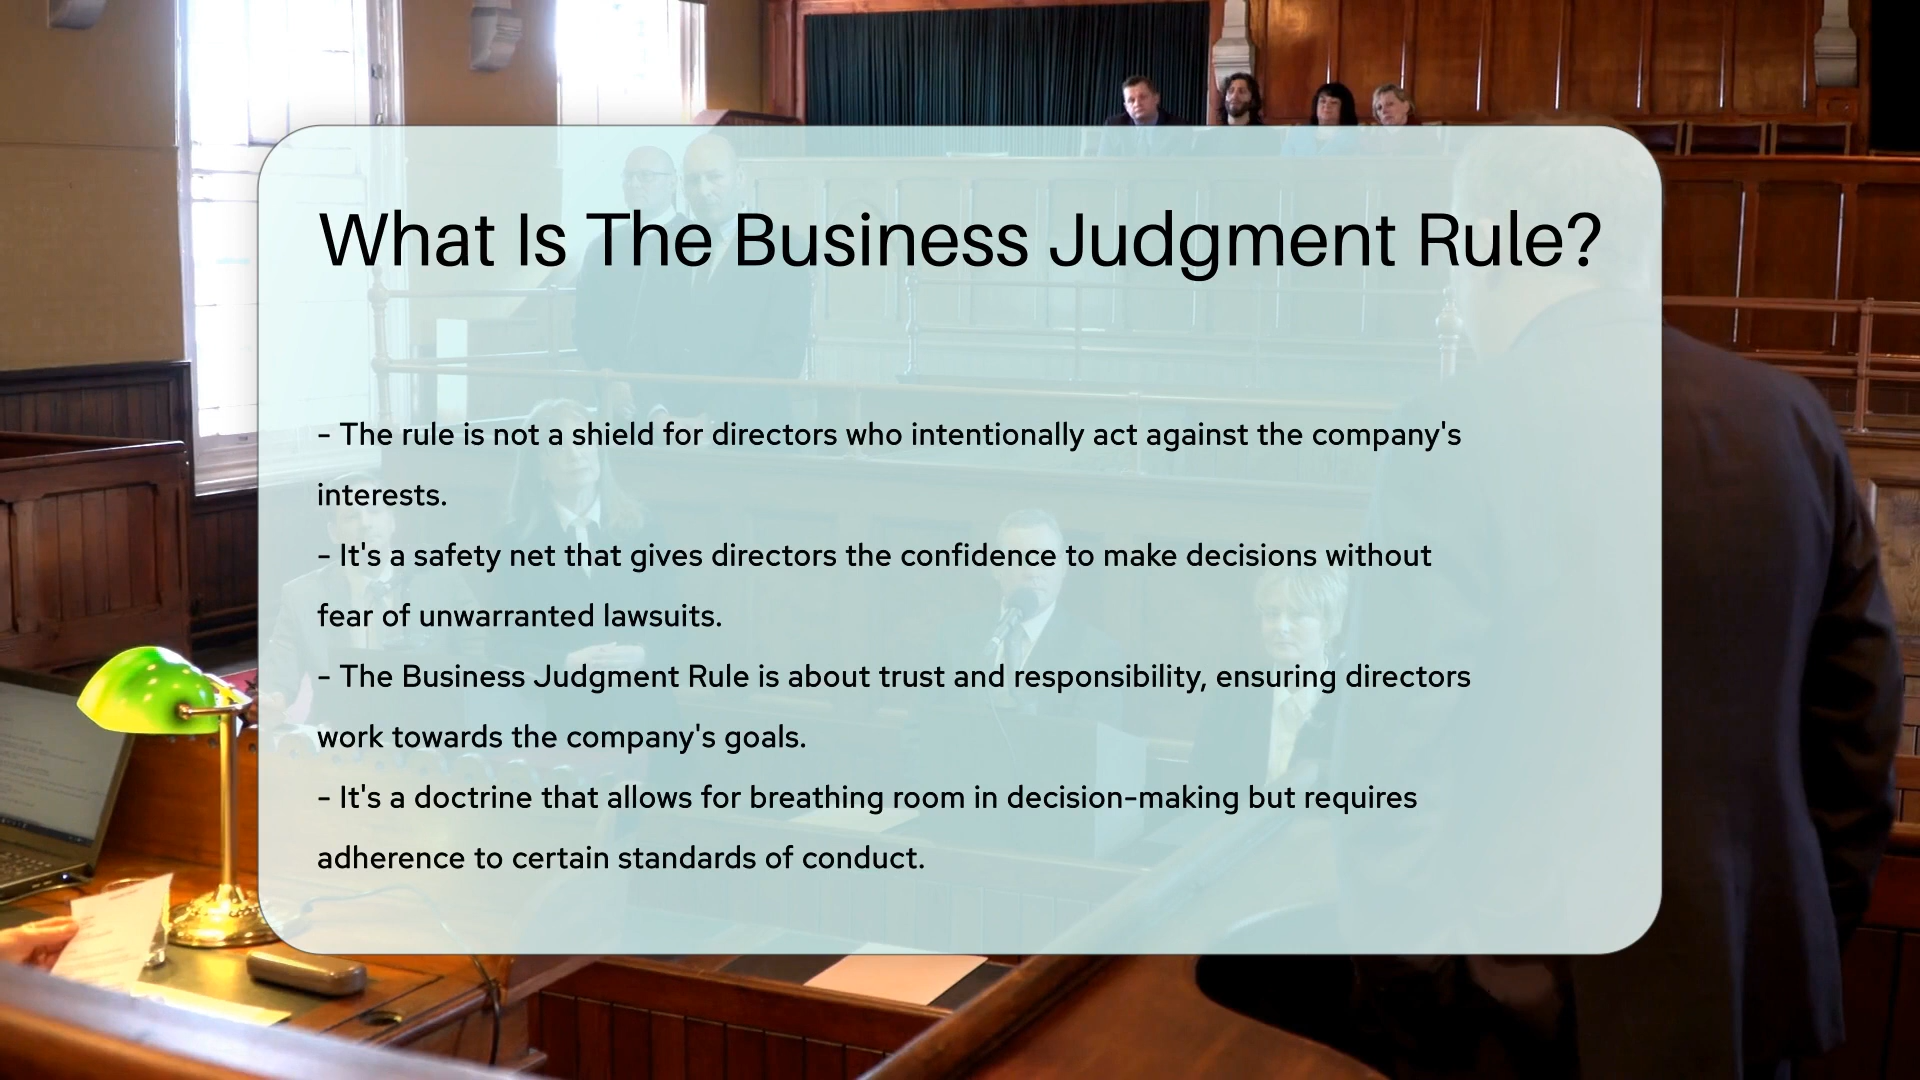 What Is The Business Judgment Rule?
- The rule is not a shield for directors who intentionally act against the company's
interests.
- It's a safety net that gives directors the confidence to make decisions without
fear of unwarranted lawsuits.
- The Business Judgment Rule is about trust and responsibility, ensuring directors
work towards the company's goals.
- It's a doctrine that allows for breathing room in decision-making but requires
adherence to certain standards of conduct.